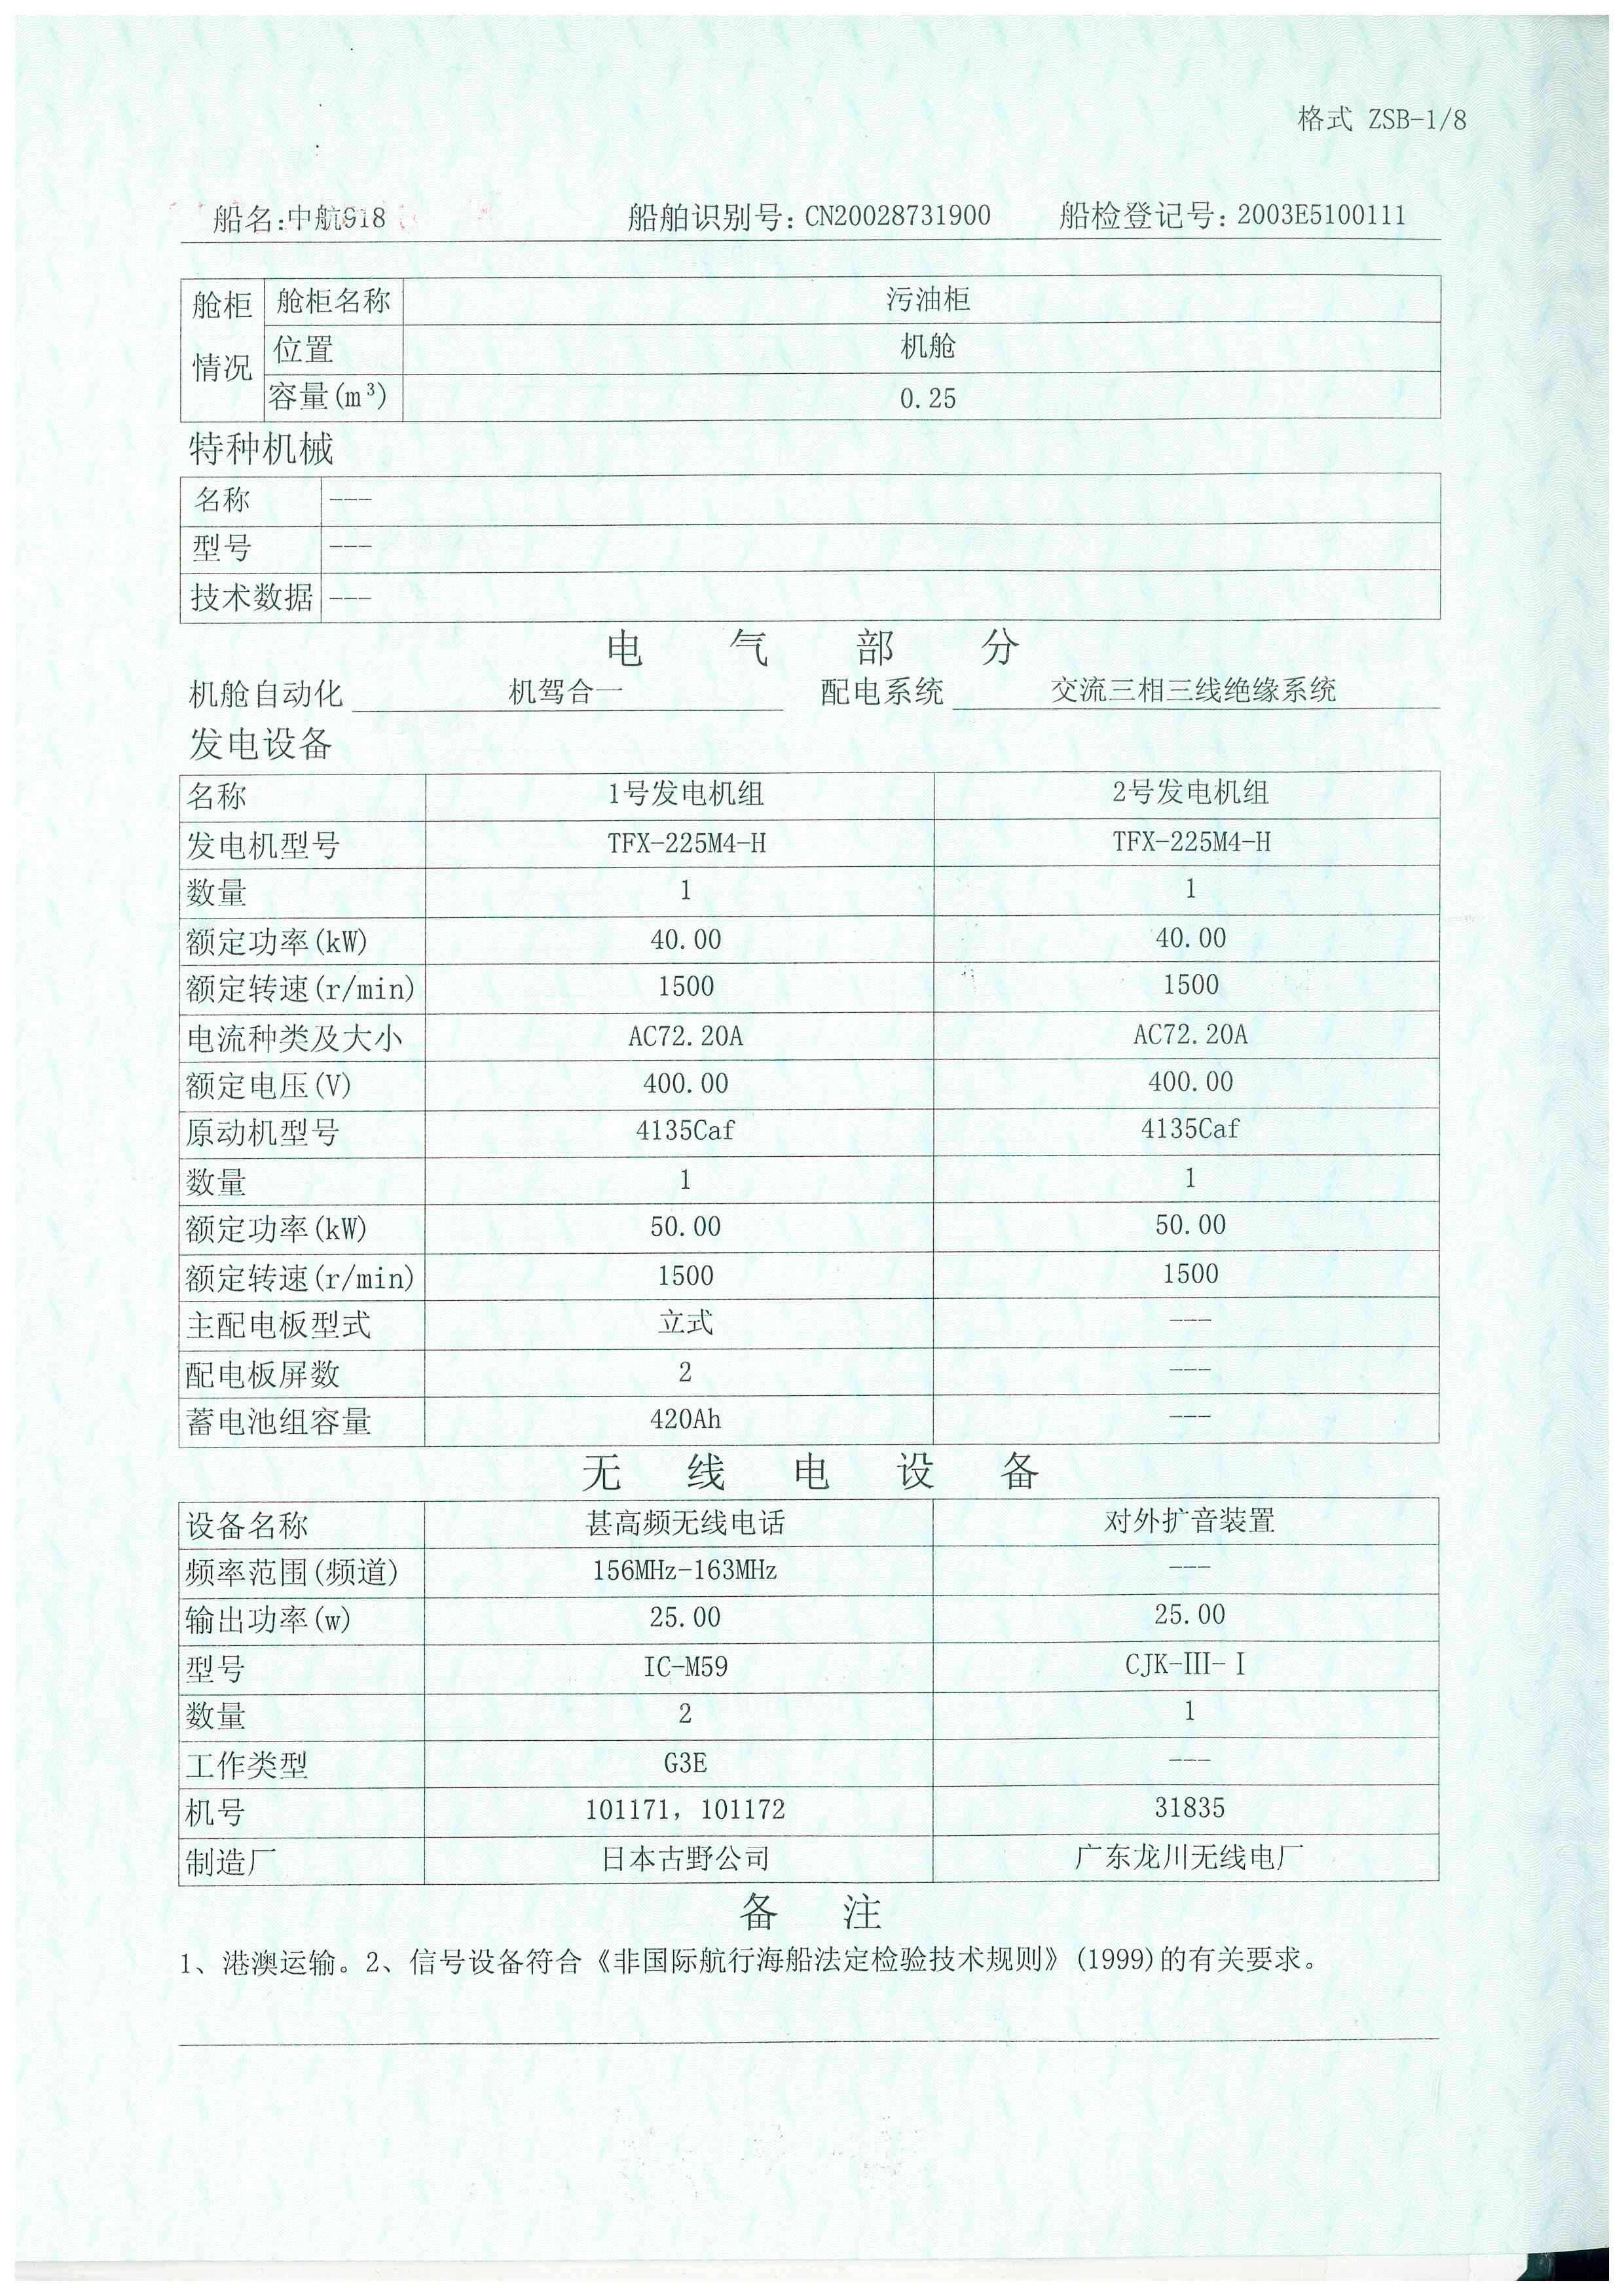 格式 ZSB-1/8
船名:中航918 船舶识别号:CN20028731900 船检登记号:2003E5100111
舱柜情况 舱柜名称 污油柜
位置 机舱
容量(m³) 0.25
特种机械
名称 ---
型号 ---
技术数据 ---
电气部分
机舱自动化 机驾合一 配电系统 交流三相三线绝缘系统
发电设备
名称 1号发电机组 2号发电机组
发电机型号 TFX-225M4-H TFX-225M4-H
数量 1 1
额定功率(kW) 40.00 40.00
额定转速(r/min) 1500 1500
电流种类及大小 AC72.20A AC72.20A
额定电压(V) 400.00 400.00
原动机型号 4135Caf 4135Caf
数量 1 1
额定功率(kW) 50.00 50.00
额定转速(r/min) 1500 1500
主配电板型式 立式 ---
配电板屏数 2 ---
蓄电池组容量 420Ah ---
无线电设备
设备名称 甚高频无线电话 对外扩音装置
频率范围(频道) 156MHz-163MHz ---
输出功率(w) 25.00 25.00
型号 IC-M59 CJK-III-I
数量 2 1
工作类型 G3E ---
机号 101171, 101172 31835
制造厂 日本古野公司 广东龙川无线电厂
备注
1、港澳运输。2、信号设备符合《非国际航行海船法定检验技术规则》(1999)的有关要求。